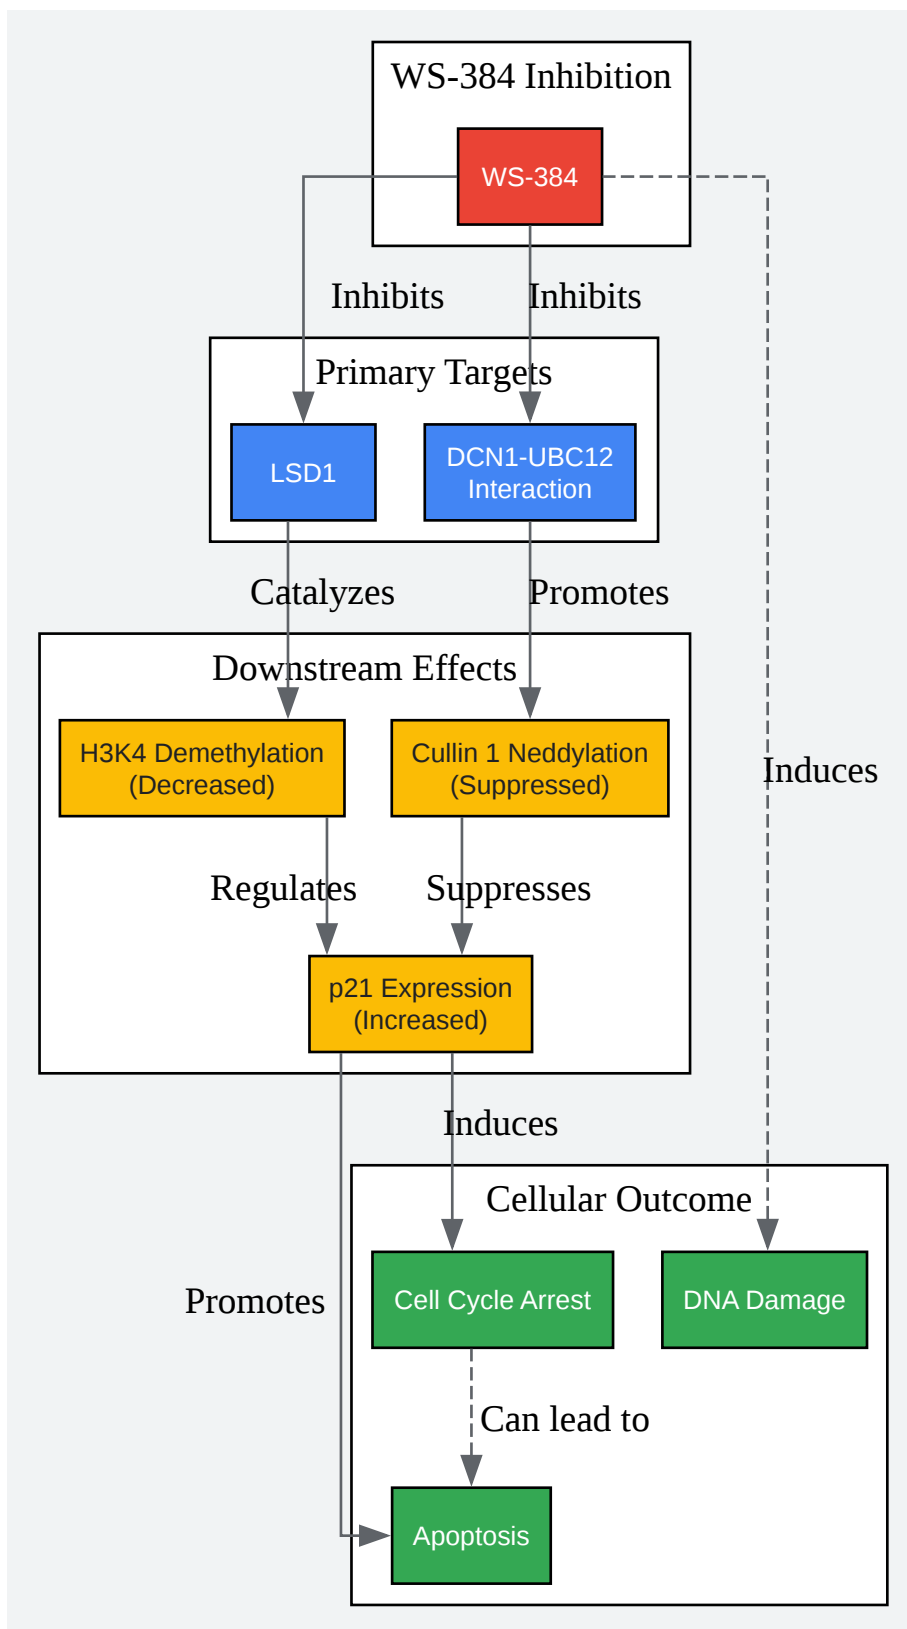 WS-384 Inhibition
WS-384
Inhibits
Inhibits
Primary Targets
LSD1
DCN1-UBC12
Interaction
Catalyzes
Promotes
Downstream Effects
H3K4 Demethylation
(Decreased)
Cullin 1 Neddylation
(Suppressed)
Induces
Regulates
Suppresses
p21 Expression
(Increased)
Induces
Cellular Outcome
Promotes
Cell Cycle Arrest
DNA Damage
Can lead to
Apoptosis